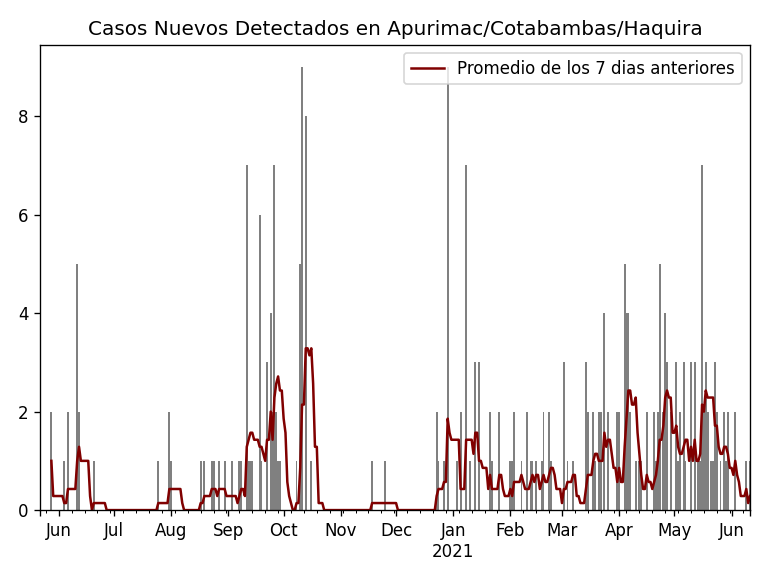 Casos Nuevos Detectados en Apurimac/Cotabambas/Haquira
Promedio de los 7 dias anteriores
8
6
4
2
0
Jun Jul Aug Sep Oct Nov Dec Jan Feb Mar Apr May Jun
2021